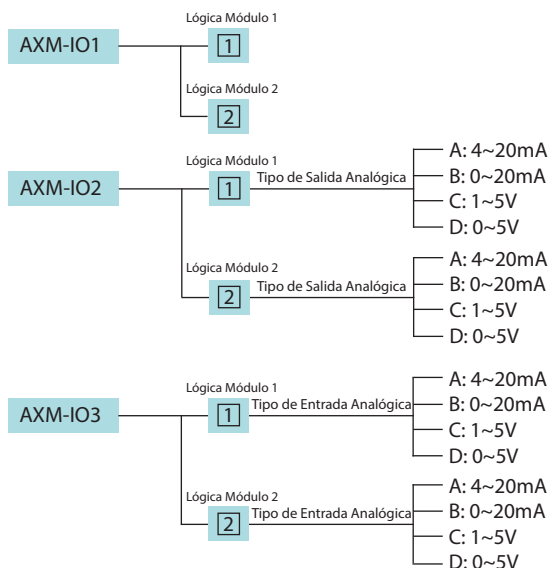 Lógica Módulo 1
AXM-IO1
1
Lógica Módulo 2
2
Lógica Módulo 1
AXM-IO2
1
Tipo de Salida Analógica
A: 4~20mA
B: 0~20mA
C: 1~5V
D: 0~5V
Lógica Módulo 2
2
Tipo de Salida Analógica
A: 4~20mA
B: 0~20mA
C: 1~5V
D: 0~5V
Lógica Módulo 1
AXM-IO3
1
Tipo de Entrada Analógica
A: 4~20mA
B: 0~20mA
C: 1~5V
D: 0~5V
Lógica Módulo 2
2
Tipo de Entrada Analógica
A: 4~20mA
B: 0~20mA
C: 1~5V
D: 0~5V